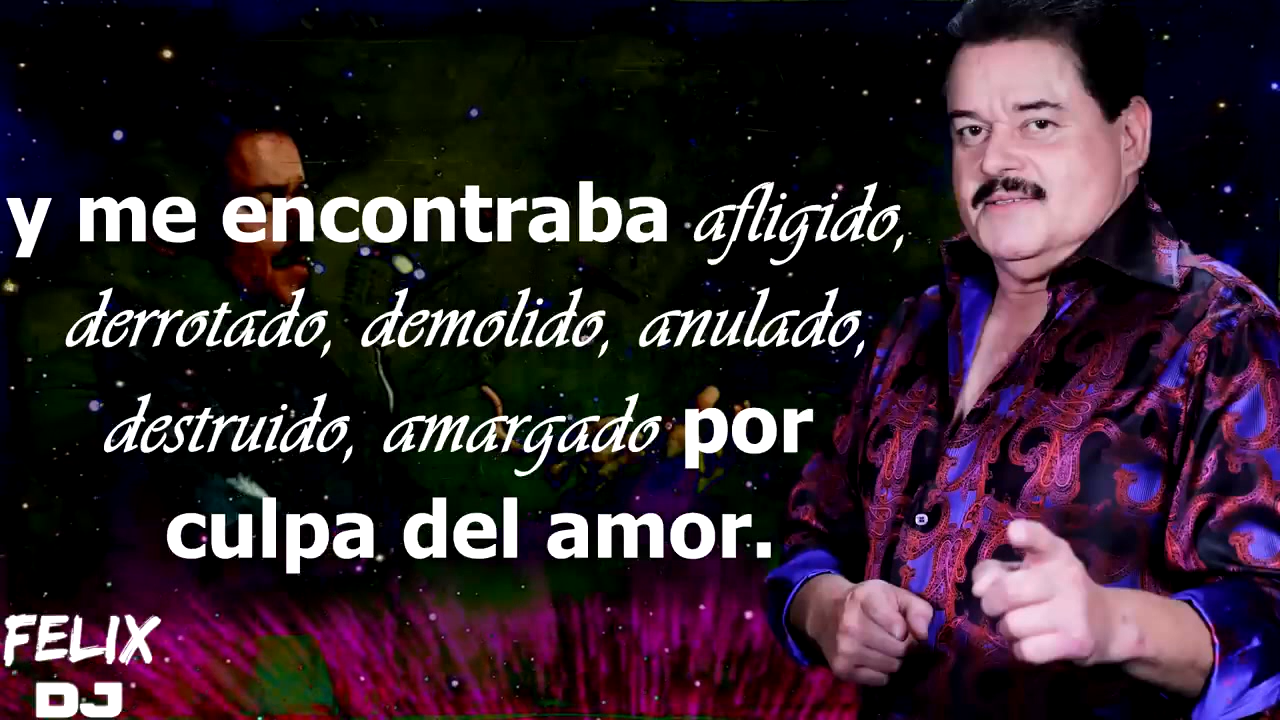 y me encontraba afligido,
derrotado, demolido, anulado,
destruido, amargado por
culpa del amor.
FELIX
DJ